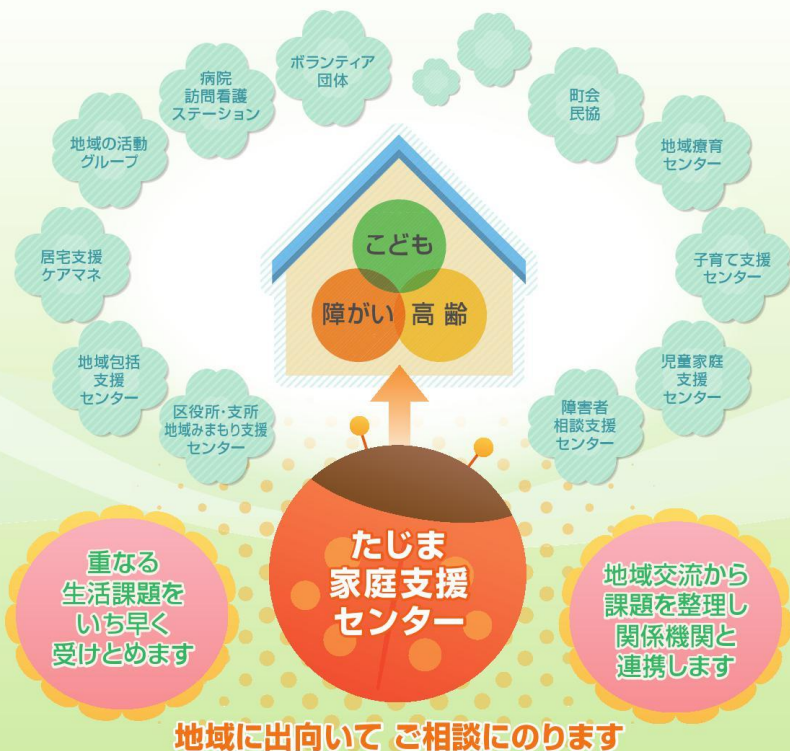 ボランティア
団体
病院
訪問看護
ステーション
町会
民協
地域の活動
グループ
地域療育
センター
居宅支援
ケアマネ
子育て支援
センター
地域包括
支援
センター
児童家庭
支援
センター
区役所・支所
地域みまもり支援
センター
障害者
相談支援
センター
こども
障がい
高齢
たじま
家庭支援
センター
重なる
生活課題を
いち早く
受けとめます
地域交流から
課題を整理し
関係機関と
連携します
地域に出向いて ご相談にのります